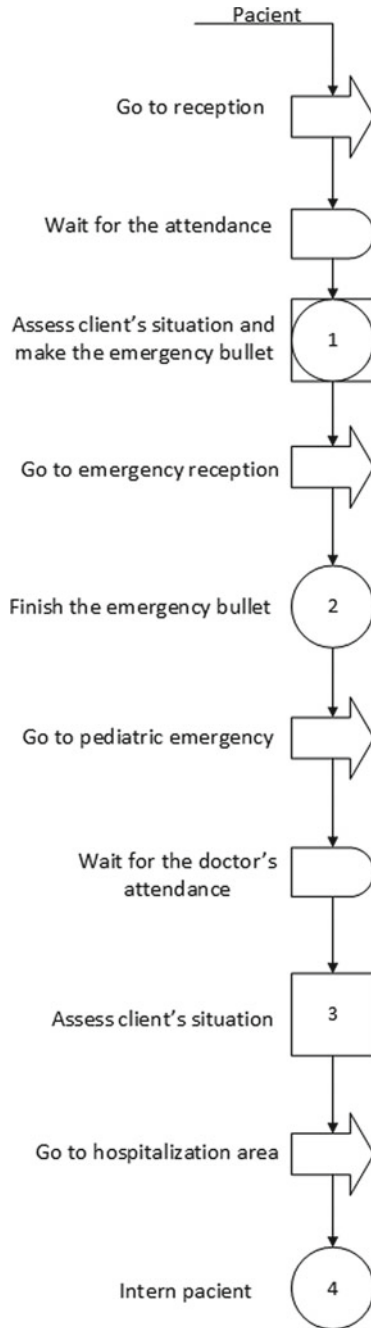 Pacient
Go to reception
Wait for the attendance
Assess client's situation and
make the emergency bullet
1
Go to emergency reception
Finish the emergency bullet
2
Go to pediatric emergency
Wait for the doctor's
attendance
Assess client's situation
3
Go to hospitalization area
Intern pacient
4